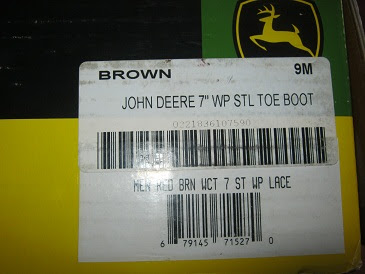 BROWN 9M
JOHN DEERE 7" WP STL TOE BOOT
0221836107590
MEN RED BRN WCT 7 ST WP LACE
6 79145 71527 0